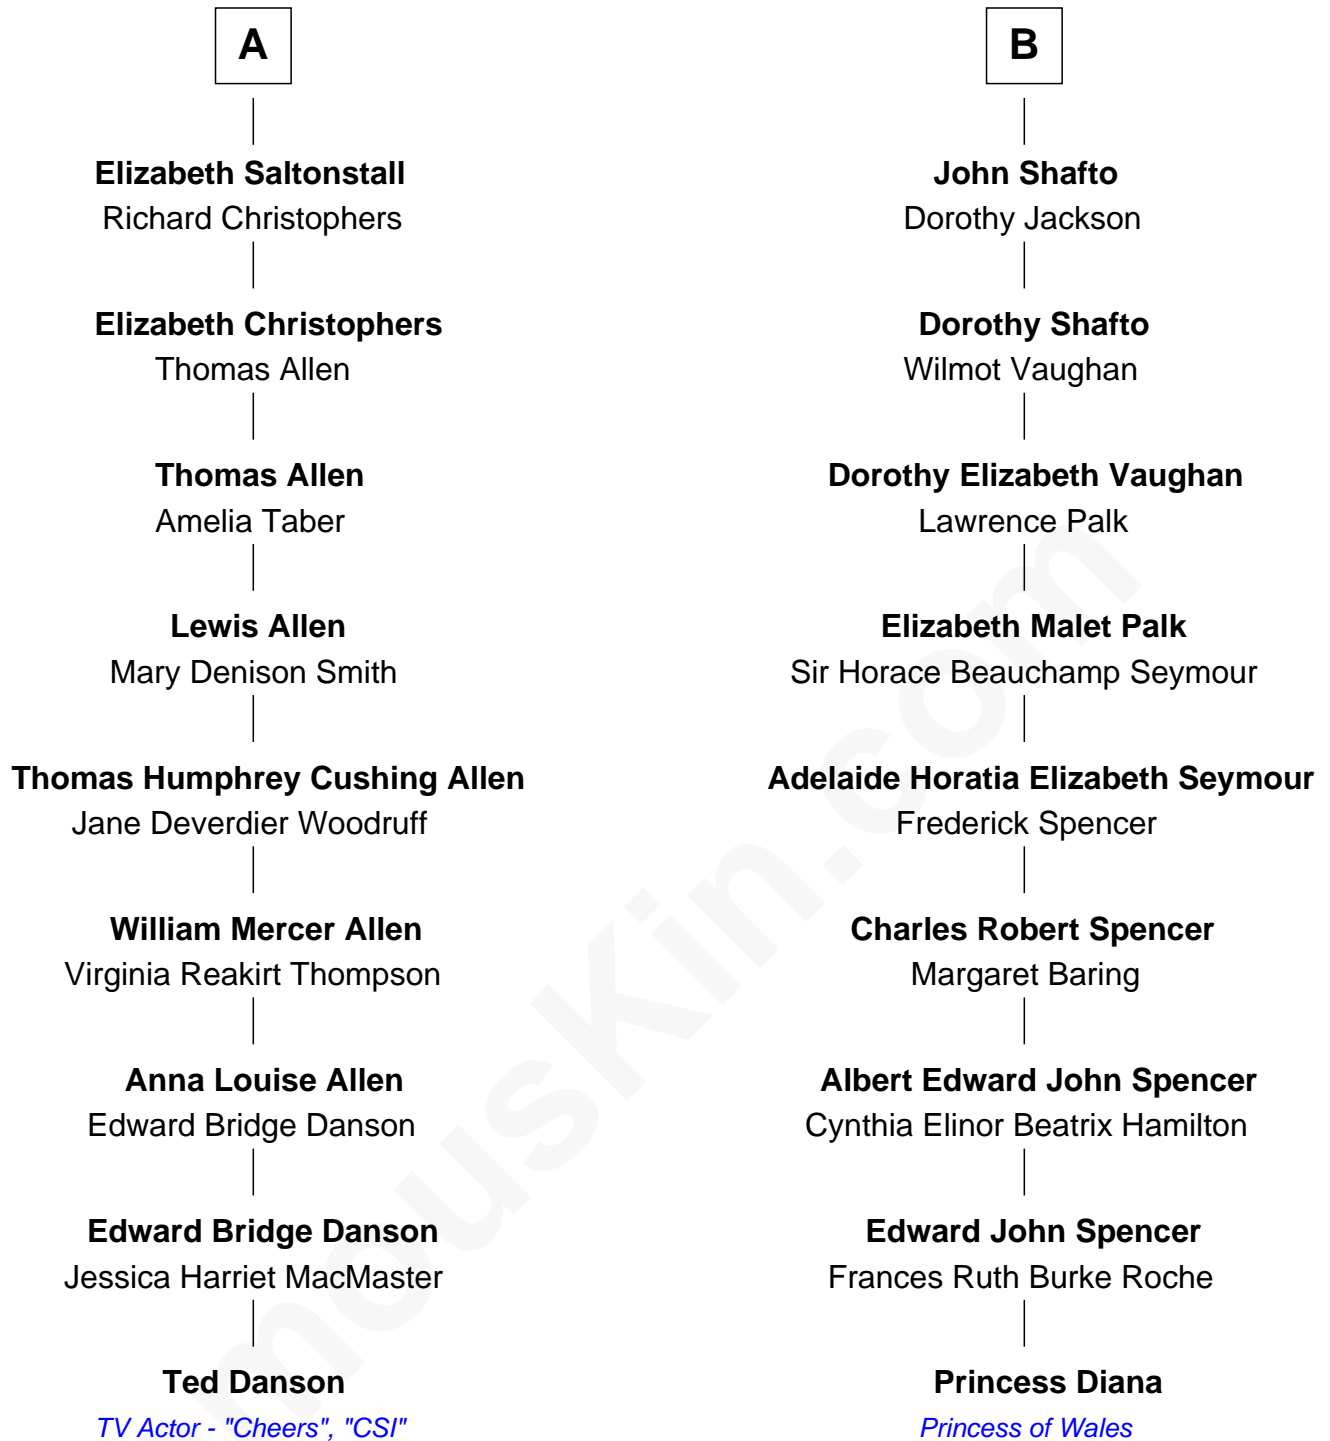 A
Elizabeth Saltonstall
Richard Christophers
Elizabeth Christophers
Thomas Allen
Thomas Allen
Amelia Taber
Lewis Allen
Mary Denison Smith
Thomas Humphrey Cushing Allen
Jane Deverdier Woodruff
William Mercer Allen
Virginia Reakirt Thompson
Anna Louise Allen
Edward Bridge Danson
Edward Bridge Danson
Jessica Harriet MacMaster
Ted Danson
TV Actor - "Cheers", "CSI"
B
John Shafto
Dorothy Jackson
Dorothy Shafto
Wilmot Vaughan
Dorothy Elizabeth Vaughan
Lawrence Palk
Elizabeth Malet Palk
Sir Horace Beauchamp Seymour
Adelaide Horatia Elizabeth Seymour
Frederick Spencer
Charles Robert Spencer
Margaret Baring
Albert Edward John Spencer
Cynthia Elinor Beatrix Hamilton
Edward John Spencer
Frances Ruth Burke Roche
Princess Diana
Princess of Wales
mousKin.com